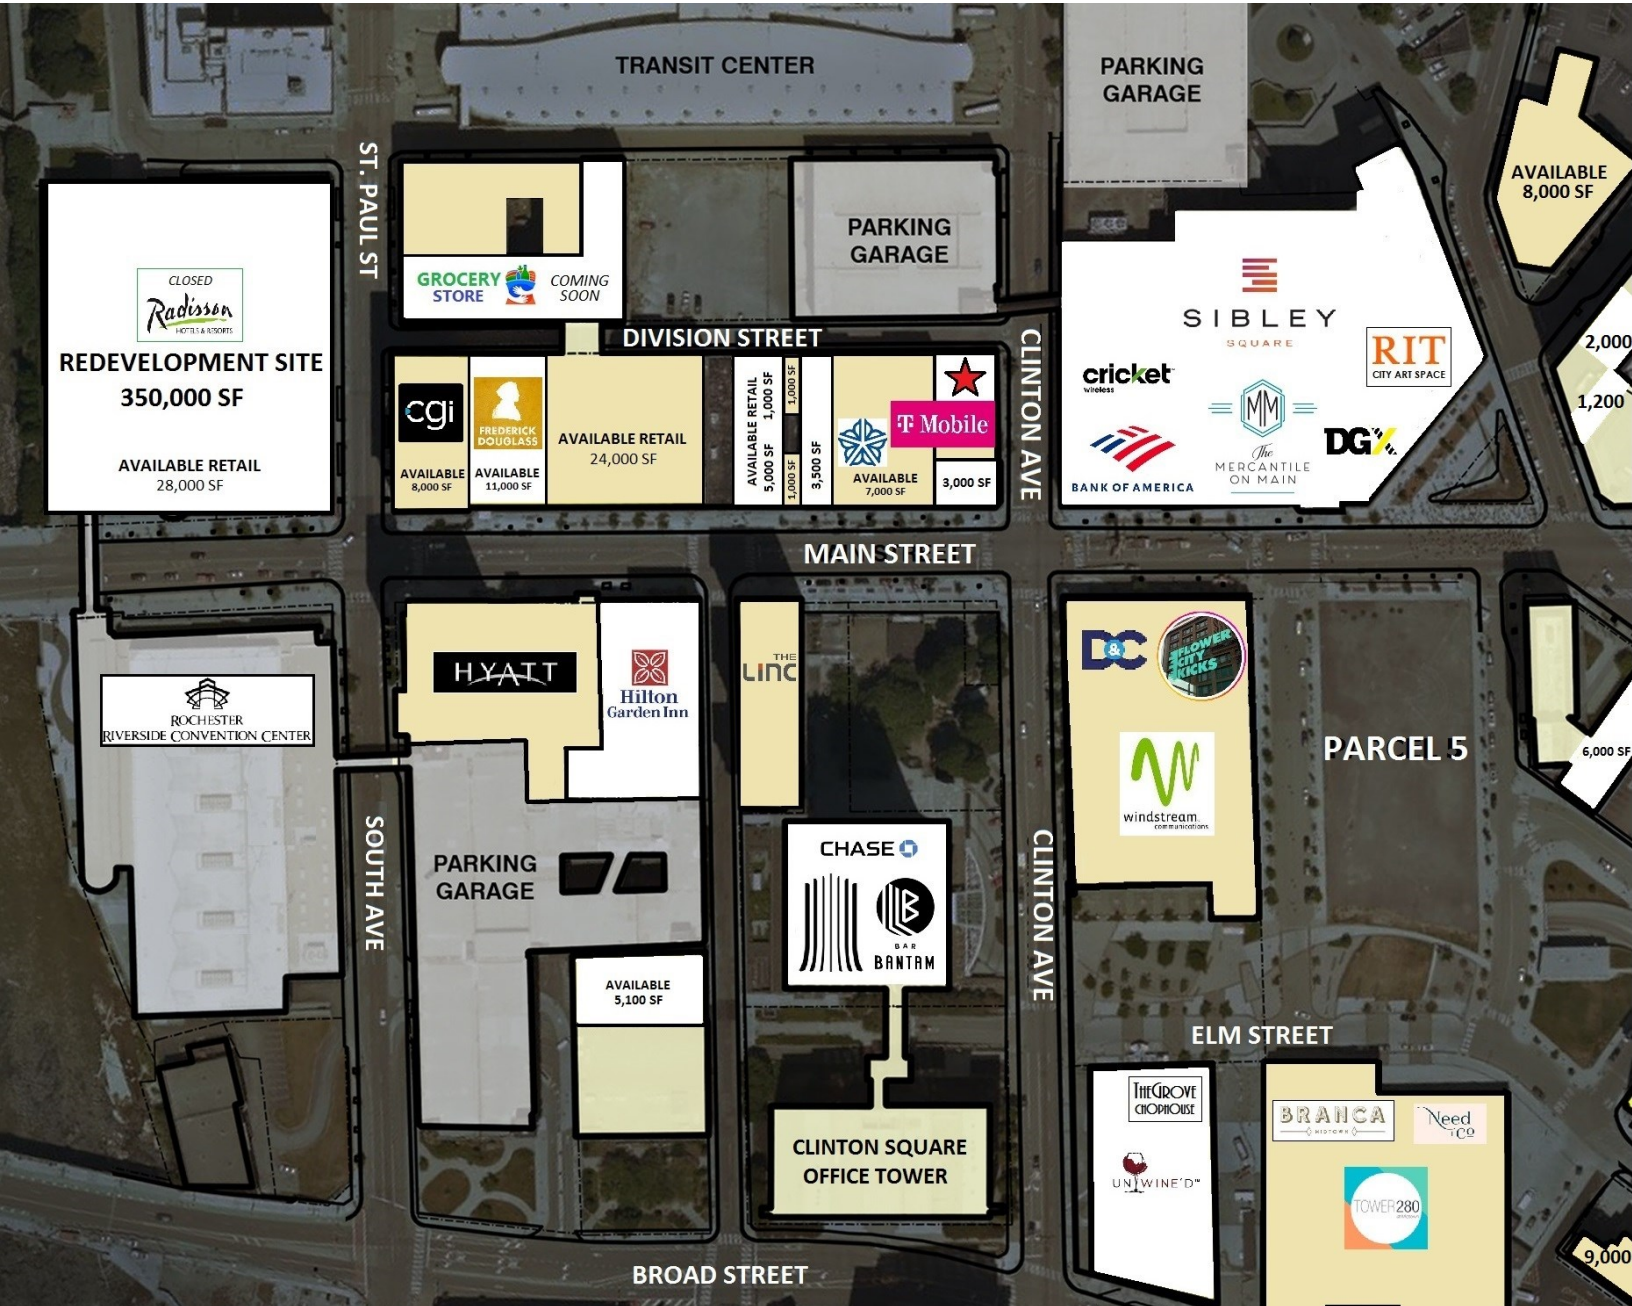 TRANSIT CENTER
PARKING
GARAGE
AVAILABLE
8,000 SF
ST. PAUL ST
CLOSED
Radisson
HOTELS & RESORTS
REDEVELOPMENT SITE
350,000 SF
AVAILABLE RETAIL
28,000 SF
GROCERY
STORE
COMING
SOON
PARKING
GARAGE
DIVISION STREET
CLINTON AVE
SIBLEY
SQUARE
cricket
wireless
RIT
CITY ART SPACE
MM
The
MERCANTILE
ON MAIN
DGX
BANK OF AMERICA
2,000
1,200
cgi
AVAILABLE
8,000 SF
FREDERICK
DOUGLASS
AVAILABLE
11,000 SF
AVAILABLE RETAIL
24,000 SF
AVAILABLE RETAIL
5,000 SF
1,000 SF
1,000 SF
1,000 SF
3,500 SF
AVAILABLE
7,000 SF
T Mobile
3,000 SF
MAIN STREET
ROCHESTER
RIVERSIDE CONVENTION CENTER
HYATT
Hilton
Garden Inn
THE
LINC
D&C
FLOWER
CITY
KICKS
windstream
communications
PARCEL 5
6,000 SF
SOUTH AVE
PARKING
GARAGE
CHASE
B
BAR
BANTAM
CLINTON AVE
AVAILABLE
5,100 SF
ELM STREET
CLINTON SQUARE
OFFICE TOWER
THE GROVE
CHOPHOUSE
UNWINE'D
BRANCA
MIDTOWN
Need
& Co
TOWER280
9,000
BROAD STREET